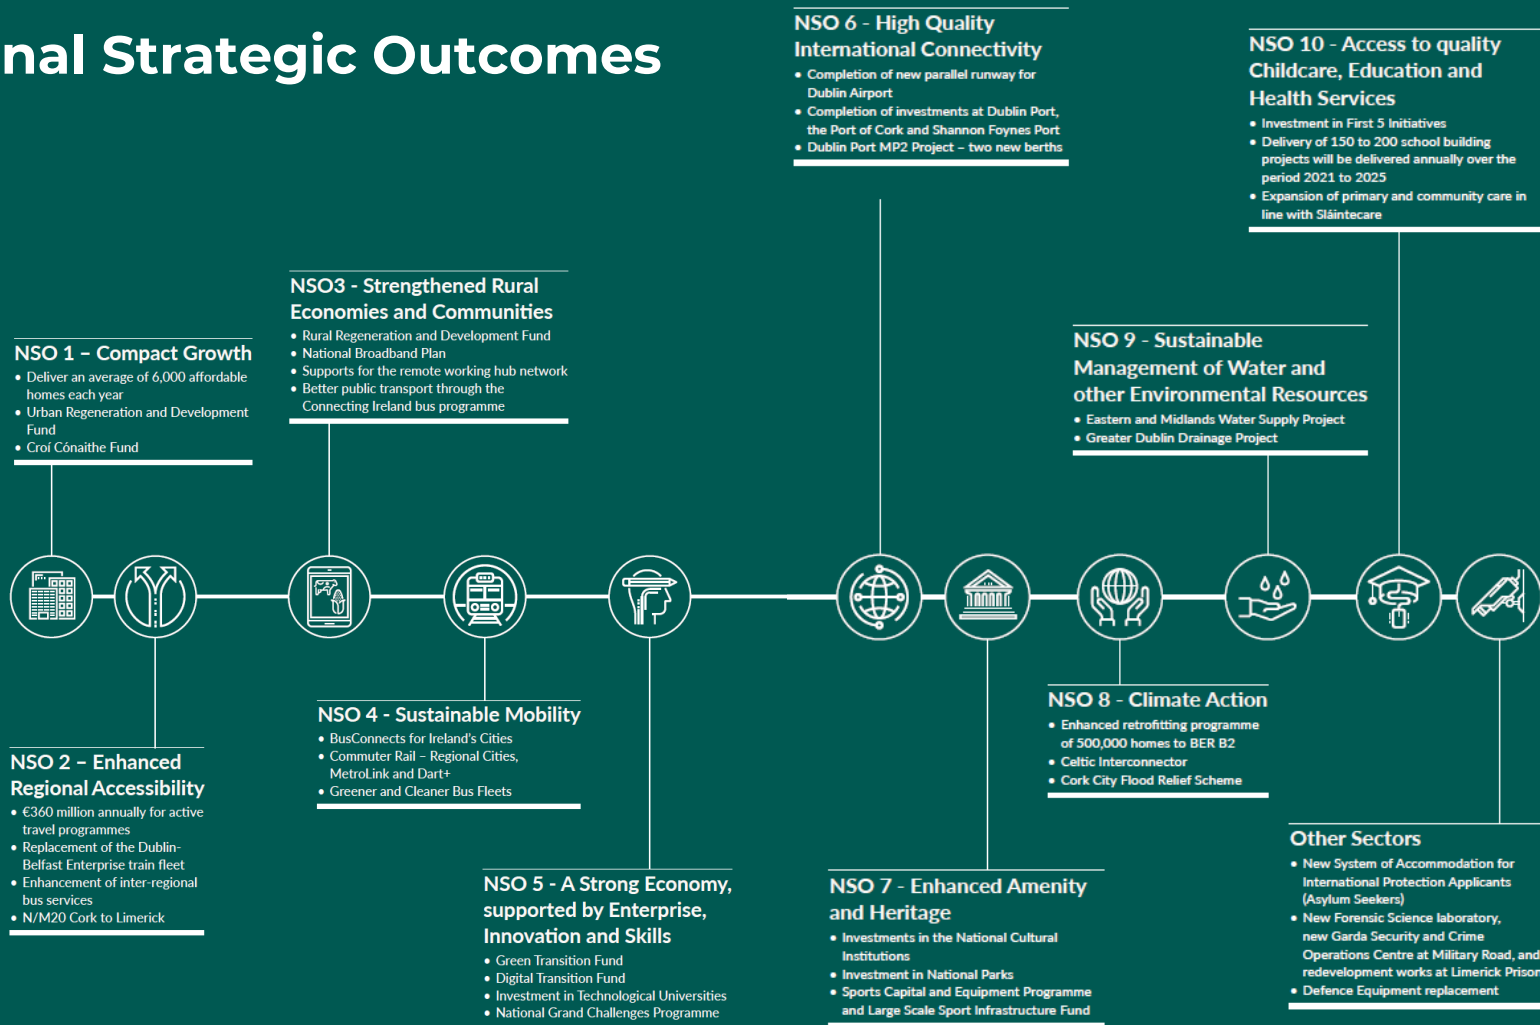 nal Strategic Outcomes
NSO 1 – Compact Growth
• Deliver an average of 6,000 affordable
homes each year
• Urban Regeneration and Development
Fund
• Croí Cónaithe Fund
NSO 2 – Enhanced
Regional Accessibility
• €360 million annually for active
travel programmes
• Replacement of the Dublin-
Belfast Enterprise train fleet
• Enhancement of inter-regional
bus services
• N/M20 Cork to Limerick
NSO3 - Strengthened Rural
Economies and Communities
• Rural Regeneration and Development Fund
• National Broadband Plan
• Supports for the remote working hub network
• Better public transport through the
Connecting Ireland bus programme
NSO 4 - Sustainable Mobility
• BusConnects for Ireland's Cities
• Commuter Rail – Regional Cities,
MetroLink and Dart+
• Greener and Cleaner Bus Fleets
NSO 5 - A Strong Economy,
supported by Enterprise,
Innovation and Skills
• Green Transition Fund
• Digital Transition Fund
• Investment in Technological Universities
• National Grand Challenges Programme
NSO 6 - High Quality
International Connectivity
• Completion of new parallel runway for
Dublin Airport
• Completion of investments at Dublin Port,
the Port of Cork and Shannon Foynes Port
• Dublin Port MP2 Project – two new berths
NSO 7 - Enhanced Amenity
and Heritage
• Investments in the National Cultural
Institutions
• Investment in National Parks
• Sports Capital and Equipment Programme
and Large Scale Sport Infrastructure Fund
NSO 8 - Climate Action
• Enhanced retrofitting programme
of 500,000 homes to BER B2
• Celtic Interconnector
• Cork City Flood Relief Scheme
NSO 9 - Sustainable
Management of Water and
other Environmental Resources
• Eastern and Midlands Water Supply Project
• Greater Dublin Drainage Project
NSO 10 - Access to quality
Childcare, Education and
Health Services
• Investment in First 5 Initiatives
• Delivery of 150 to 200 school building
projects will be delivered annually over the
period 2021 to 2025
• Expansion of primary and community care in
line with Sláintecare
Other Sectors
• New System of Accommodation for
International Protection Applicants
(Asylum Seekers)
• New Forensic Science laboratory,
new Garda Security and Crime
Operations Centre at Military Road, and
redevelopment works at Limerick Prison
• Defence Equipment replacement